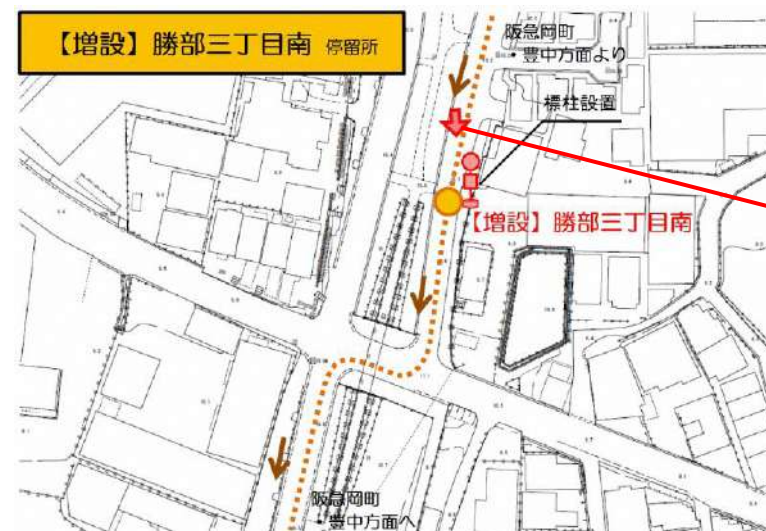 【増設】勝部三丁目南 停留所
阪急岡町
・豊中方面より
標柱設置
【増設】勝部三丁目南
阪急岡町
・豊中方面へ